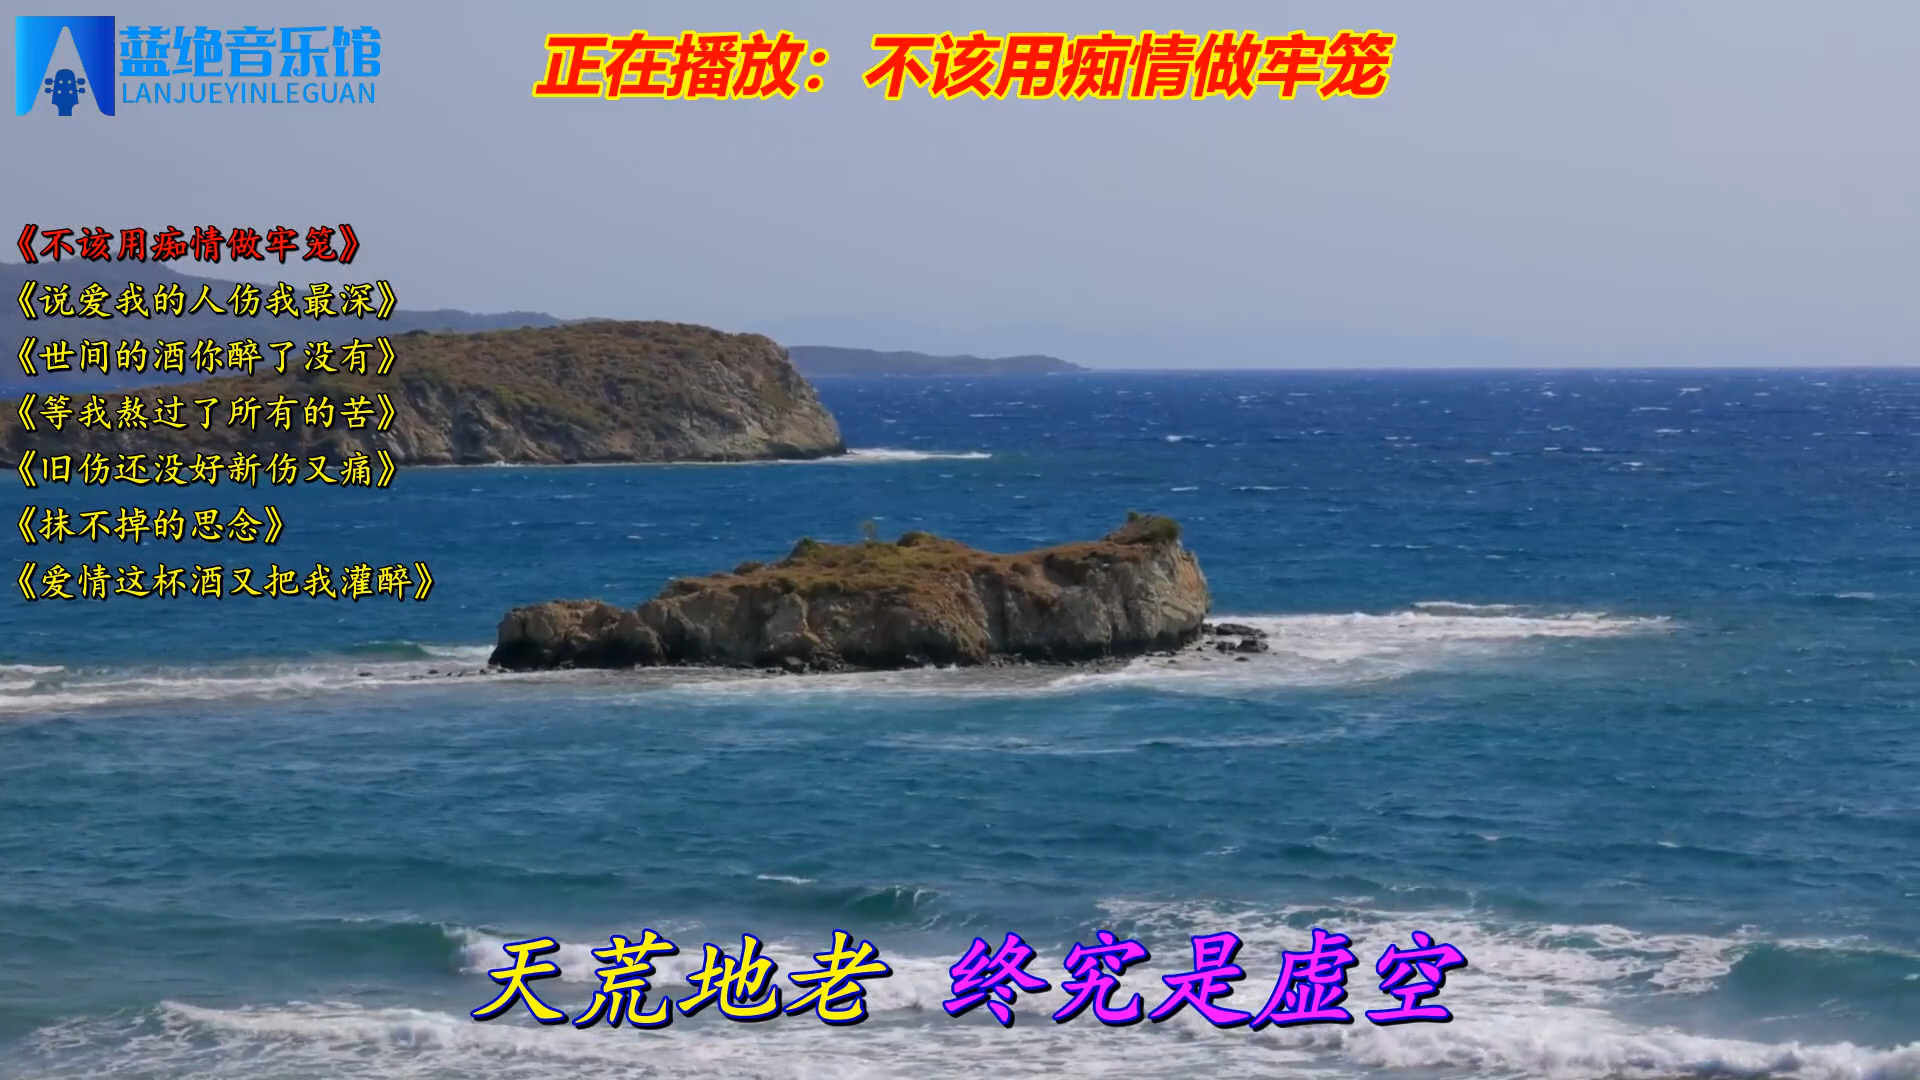 蓝绝音乐馆
LANJUEYINLEGUAN
正在播放：不该用痴情做牢笼
《不该用痴情做牢笼》
《说爱我的人伤我最深》
《世间的酒你醉了没有》
《等我熬过了所有的苦》
《旧伤还没好新伤又痛》
《抹不掉的思念》
《爱情这杯酒又把我灌醉》
天荒地老 终究是虚空